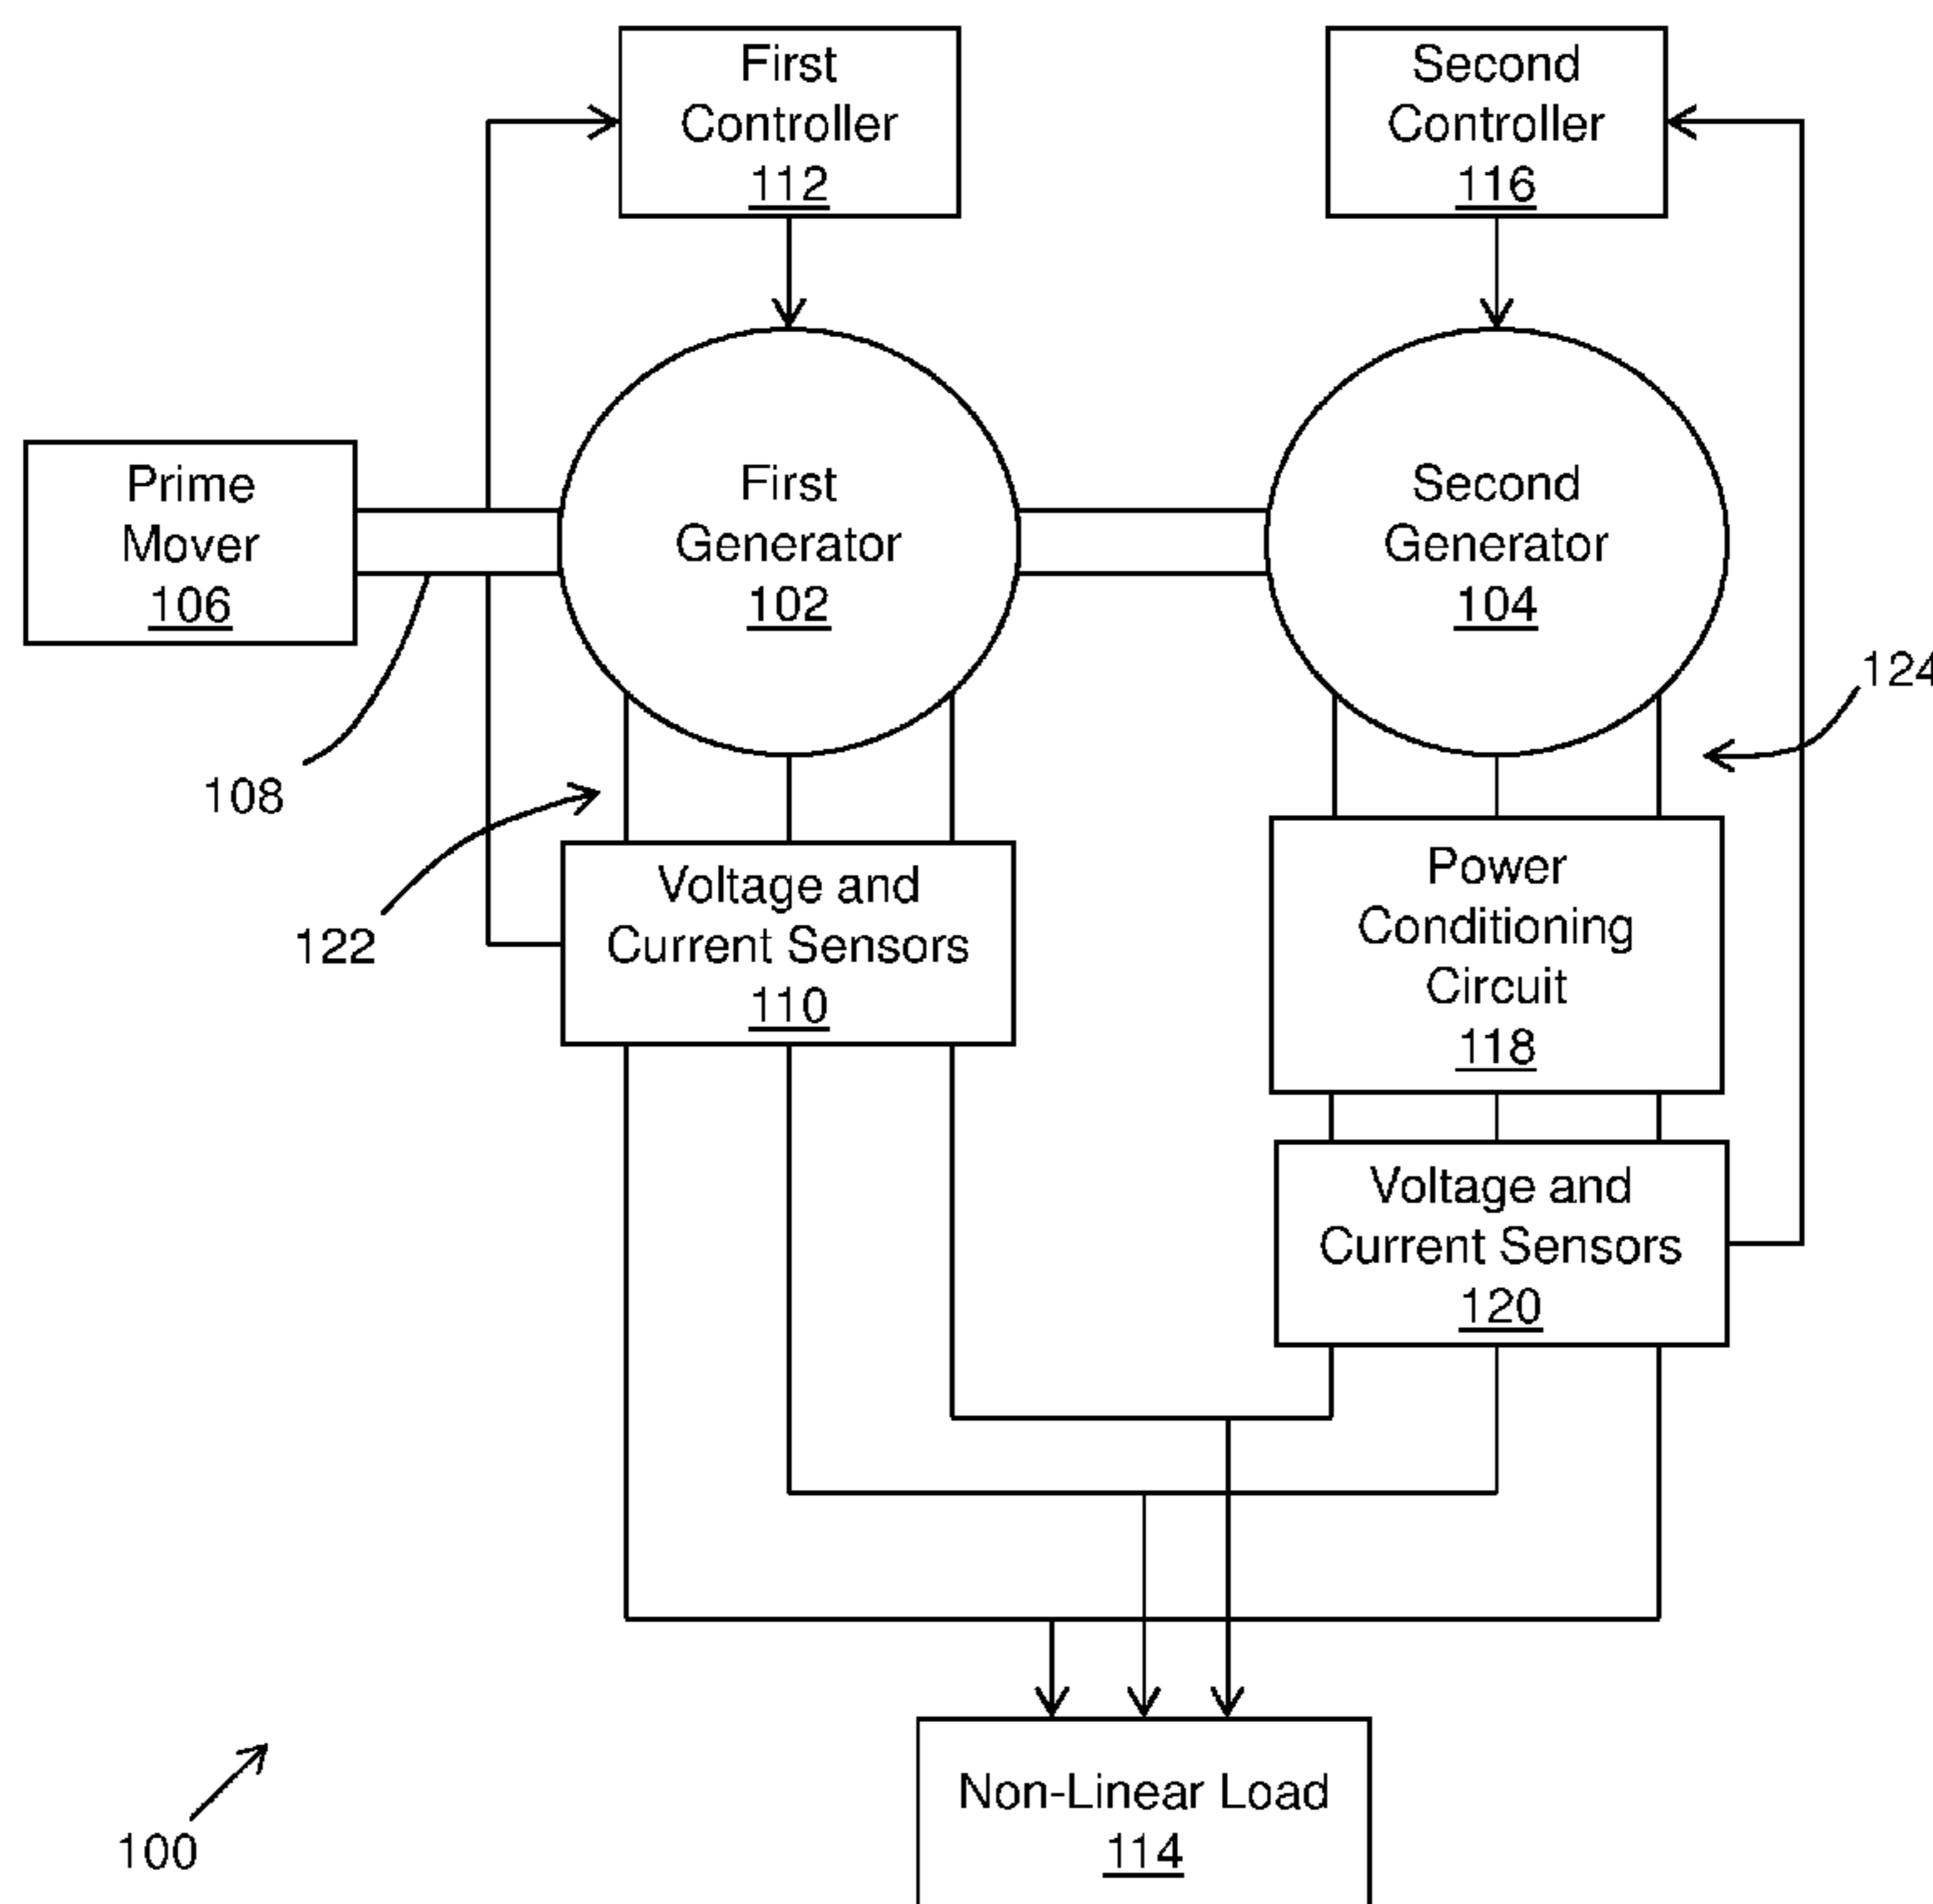 First
Controller
112
Second
Controller
116
Prime
Mover
106
First
Generator
102
Second
Generator
104
124
108
122
Voltage and
Current Sensors
110
Power
Conditioning
Circuit
118
Voltage and
Current Sensors
120
Non-Linear Load
114
100